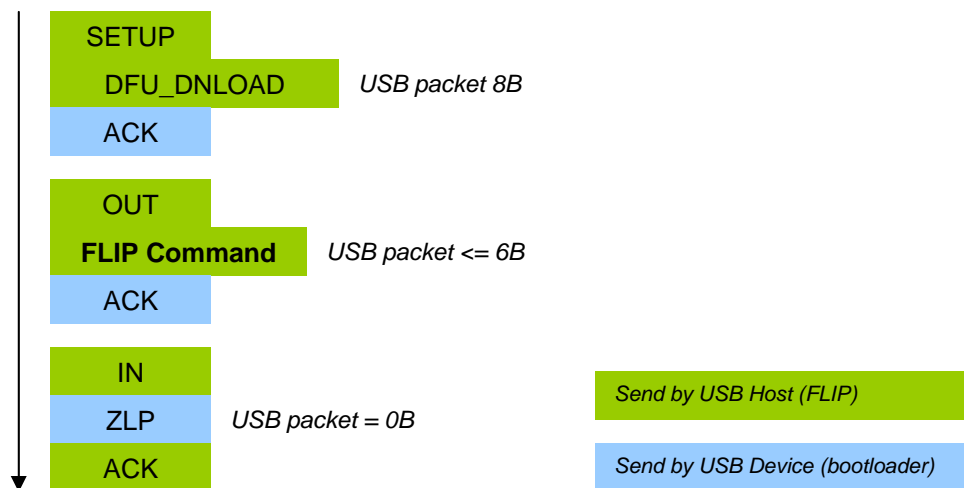 SETUP
DFU_DNLOAD USB packet 8B
ACK
OUT
FLIP Command USB packet <= 6B
ACK
IN
Send by USB Host (FLIP)
ZLP USB packet = 0B
ACK
Send by USB Device (bootloader)